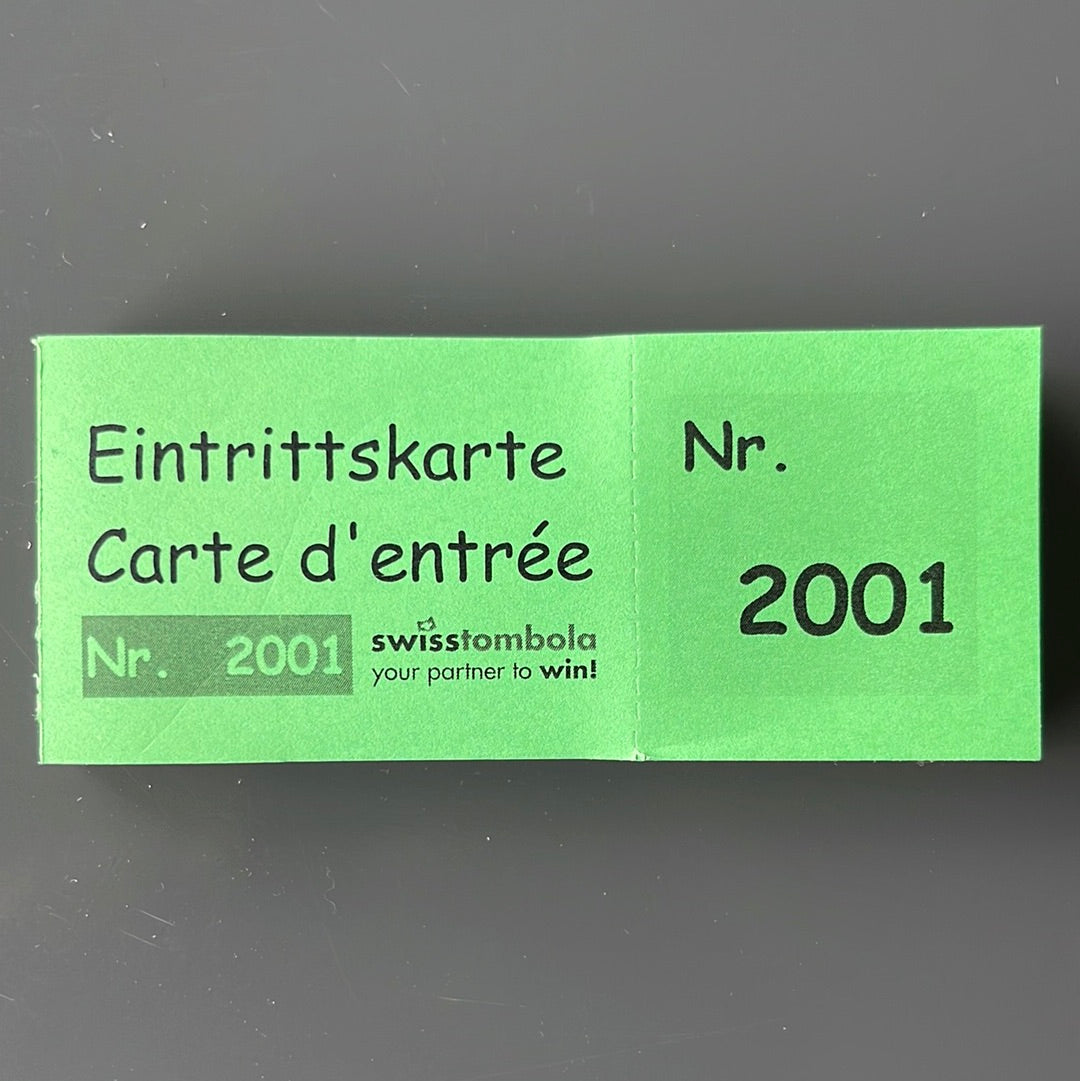 Eintrittskarte
Carte d'entrée
Nr. 2001
swisstombola
your partner to win!
Nr.
2001